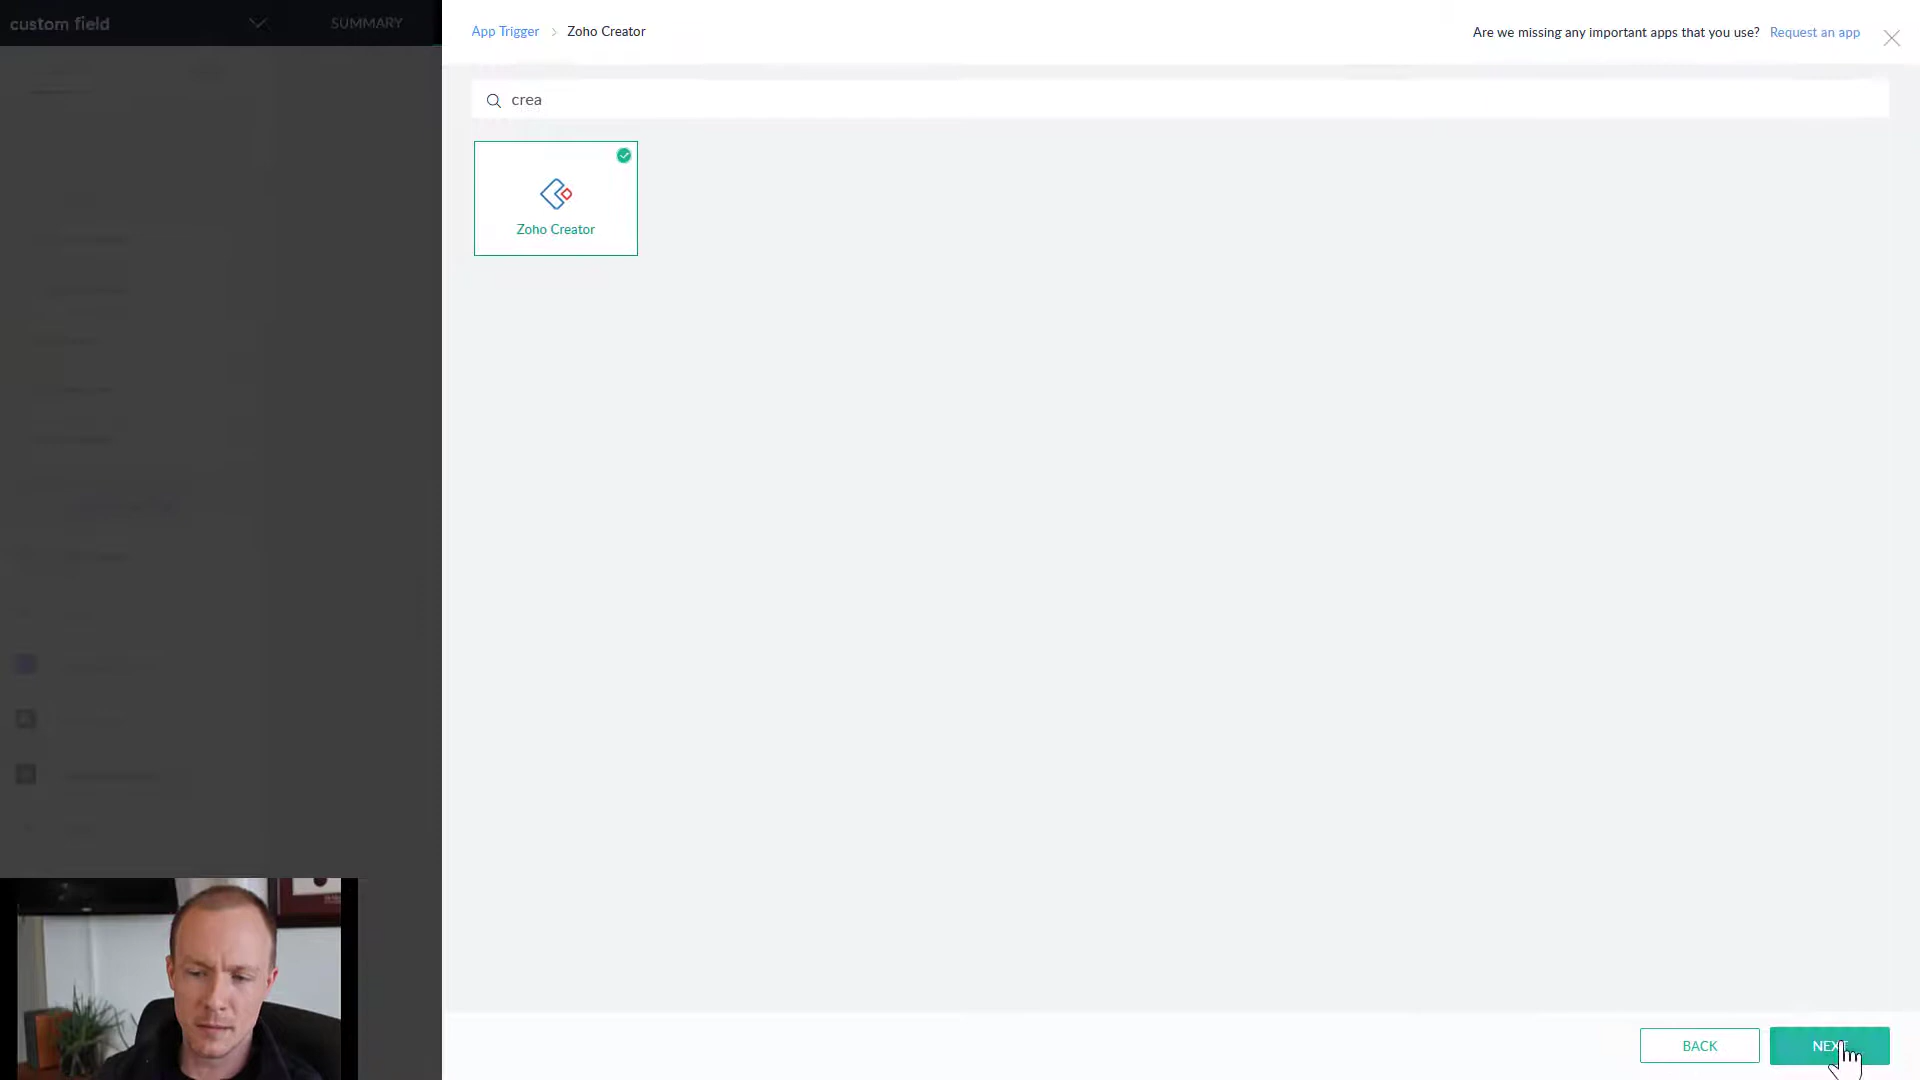 custom field
SUMMARY
App Trigger > Zoho Creator
Are we missing any important apps that you use? Request an app
crea
Zoho Creator
BACK
NEXT